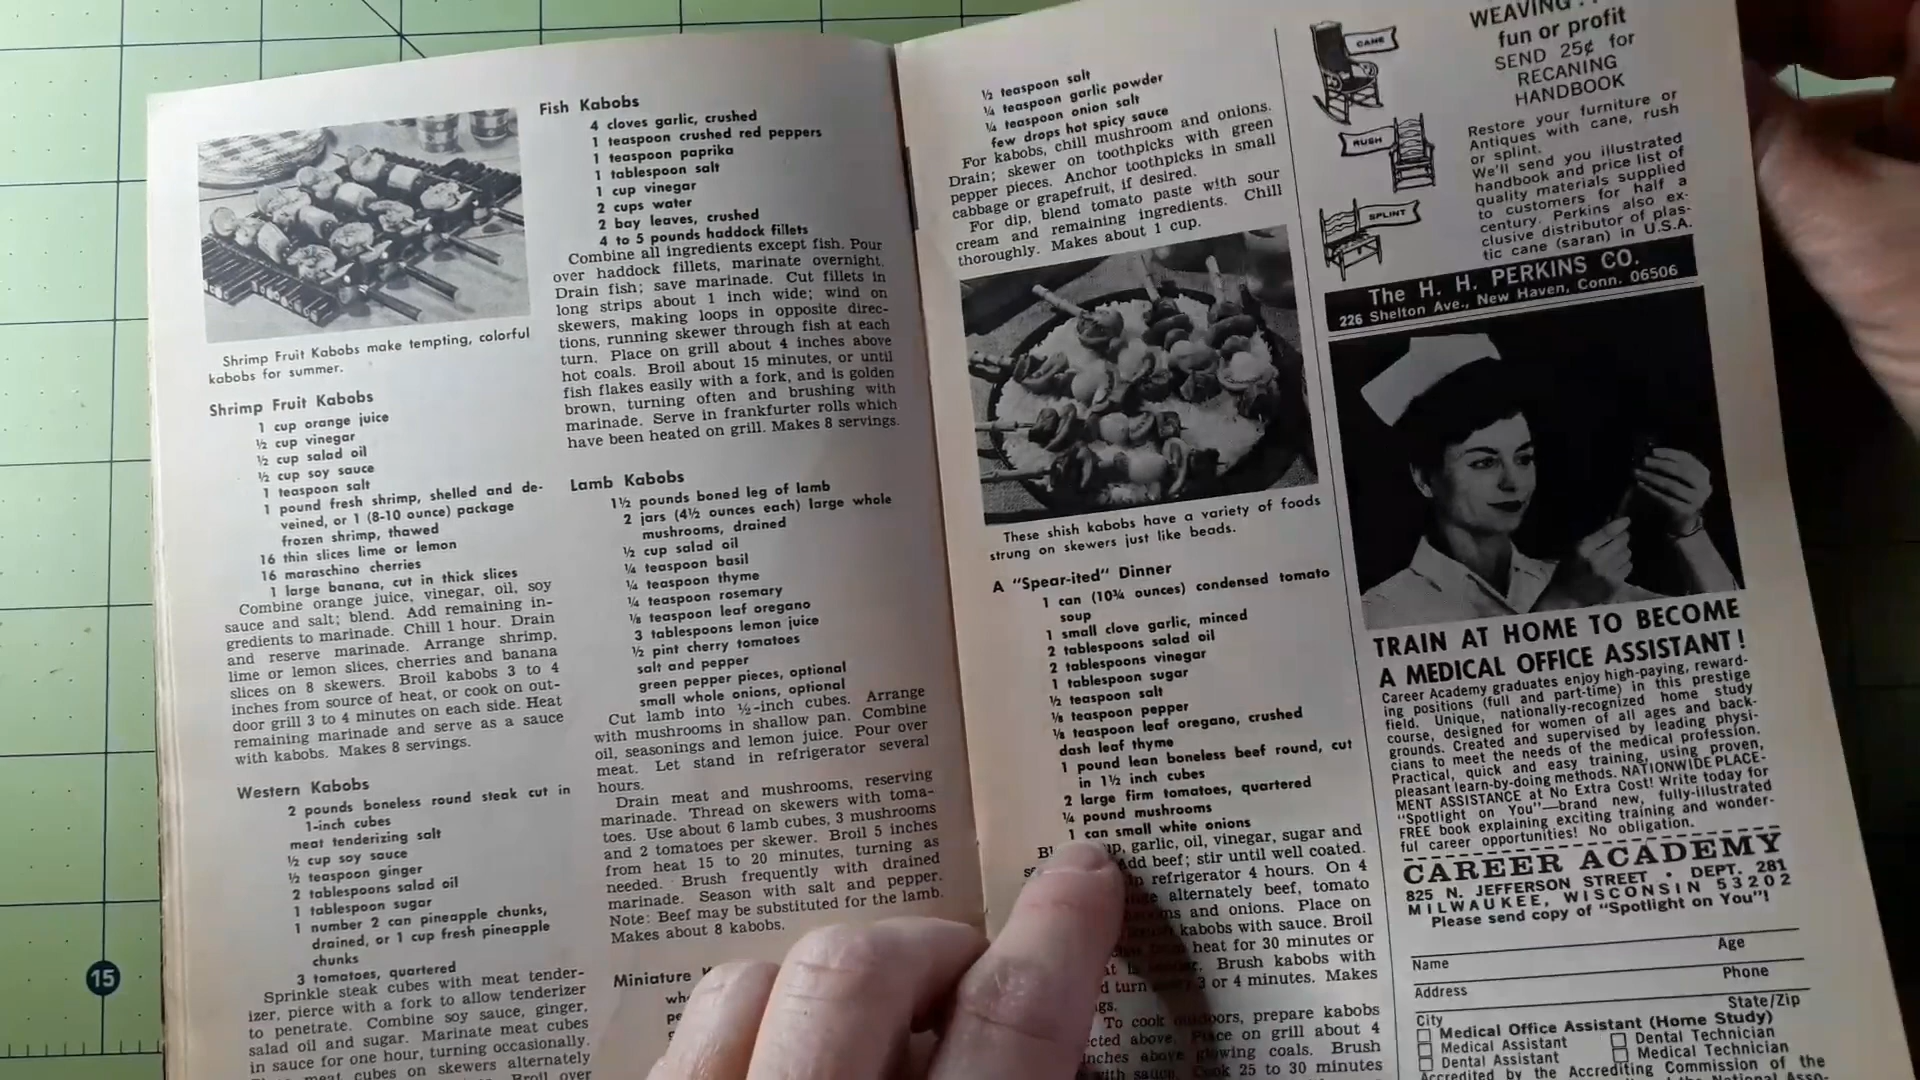 Shrimp Fruit Kabobs make tempting, colorful
kabobs for summer.
Shrimp Fruit Kabobs
1 cup orange juice
½ cup vinegar
½ cup salad oil
½ cup soy sauce
1 teaspoon salt
1 pound fresh shrimp, shelled and de-
veined, or 1 (8-10 ounce) package
frozen shrimp, thawed
16 thin slices lime or lemon
16 maraschino cherries
1 large banana, cut in thick slices
Combine orange juice, vinegar, oil, soy
sauce and salt; blend. Add remaining in-
gredients to marinade. Chill 1 hour. Drain
and reserve marinade. Arrange shrimp,
lime or lemon slices, cherries and banana
slices on 8 skewers. Broil kabobs 3 to 4
inches from source of heat, or cook on out-
door grill 3 to 4 minutes on each side. Heat
remaining marinade and serve as a sauce
with kabobs. Makes 8 servings.
Western Kabobs
2 pounds boneless round steak cut in
1-inch cubes
meat tenderizing salt
½ cup soy sauce
½ teaspoon ginger
2 tablespoons salad oil
1 tablespoon sugar
1 number 2 can pineapple chunks,
drained, or 1 cup fresh pineapple
chunks
3 tomatoes, quartered
Sprinkle steak cubes with meat tender-
izer, pierce with a fork to allow tenderizer
to penetrate. Combine soy sauce, ginger,
salad oil and sugar. Marinate meat cubes
in sauce for one hour, turning occasionally.
meat cubes on skewers alternately
Broil over
Fish Kabobs
4 cloves garlic, crushed
1 teaspoon crushed red peppers
1 teaspoon paprika
1 tablespoon salt
1 cup vinegar
2 cups water
2 bay leaves, crushed
4 to 5 pounds haddock fillets
Combine all ingredients except fish. Pour
over haddock fillets, marinate overnight.
Drain fish; save marinade. Cut fillets in
long strips about 1 inch wide; wind on
skewers, making loops in opposite direc-
tions, running skewer through fish at each
turn. Place on grill about 4 inches above
hot coals. Broil about 15 minutes, or until
fish flakes easily with a fork, and is golden
brown, turning often and brushing with
marinade. Serve in frankfurter rolls which
have been heated on grill. Makes 8 servings.
Lamb Kabobs
1½ pounds boned leg of lamb
2 jars (4½ ounces each) large whole
mushrooms, drained
½ cup salad oil
¼ teaspoon basil
¼ teaspoon thyme
¼ teaspoon rosemary
⅛ teaspoon leaf oregano
3 tablespoons lemon juice
½ pint cherry tomatoes
salt and pepper
green pepper pieces, optional
small whole onions, optional
Cut lamb into ½-inch cubes. Arrange
with mushrooms in shallow pan. Combine
oil, seasonings and lemon juice. Pour over
meat. Let stand in refrigerator several
hours.
Drain meat and mushrooms, reserving
marinade. Thread on skewers with toma-
toes. Use about 6 lamb cubes, 3 mushrooms
and 2 tomatoes per skewer. Broil 5 inches
from heat 15 to 20 minutes, turning as
needed. Brush frequently with drained
marinade. Season with salt and pepper.
Note: Beef may be substituted for the lamb.
Makes about 8 kabobs.
Miniature
½ teaspoon salt
¼ teaspoon garlic powder
¼ teaspoon onion salt
few drops hot spicy sauce
For kabobs, chill mushroom and onions.
Drain; skewer on toothpicks with green
pepper pieces. Anchor toothpicks in small
cabbage or grapefruit, if desired.
For dip, blend tomato paste with sour
cream and remaining ingredients. Chill
thoroughly. Makes about 1 cup.
These shish kabobs have a variety of foods
strung on skewers just like beads.
A "Spear-ited" Dinner
1 can (10¾ ounces) condensed tomato
soup
1 small clove garlic, minced
2 tablespoons salad oil
2 tablespoons vinegar
1 tablespoon sugar
½ teaspoon salt
⅛ teaspoon pepper
⅛ teaspoon leaf oregano, crushed
dash leaf thyme
1 pound lean boneless beef round, cut
in 1½ inch cubes
2 large firm tomatoes, quartered
¼ pound mushrooms
1 can small white onions
garlic, oil, vinegar, sugar and
Add beef; stir until well coated.
refrigerator 4 hours. On 4
alternately beef, tomato
and onions. Place on
kabobs with sauce. Broil
heat for 30 minutes or
Brush kabobs with
turn every 3 or 4 minutes. Makes
To cook outdoors, prepare kabobs
above. Place on grill about 4
inches above glowing coals. Brush
with sauce. Cook 25 to 30 minutes
CANE
RUSH
SPLINT
WEAVING
fun or profit
SEND 25¢ for
RECANING
HANDBOOK
Restore your furniture or
Antiques with cane, rush
or splint.
We'll send you illustrated
handbook and price list of
quality materials supplied
to customers for half a
century. Perkins also ex-
clusive distributor of plas-
tic cane (saran) in U.S.A.
The H. H. PERKINS CO.
226 Shelton Ave., New Haven, Conn. 06506
TRAIN AT HOME TO BECOME
A MEDICAL OFFICE ASSISTANT!
Career Academy graduates enjoy high-paying, reward-
ing positions (full and part-time) in this prestige
field. Unique, nationally-recognized home study
course, designed for women of all ages and back-
grounds. Created and supervised by leading physi-
cians to meet the needs of the medical profession.
Practical, quick and easy training, using proven,
pleasant learn-by-doing methods. NATIONWIDE PLACE-
MENT ASSISTANCE at No Extra Cost! Write today for
"Spotlight on You"—brand new, fully-illustrated
FREE book explaining exciting training and wonder-
ful career opportunities! No obligation.
CAREER ACADEMY
825 N. JEFFERSON STREET • DEPT. 281
MILWAUKEE, WISCONSIN 53202
Please send copy of "Spotlight on You"!
Name Age
Address Phone
City State/Zip
Medical Office Assistant (Home Study)
Medical Assistant Dental Technician
Dental Assistant Medical Technician
Accredited by the Accrediting Commission of the
15